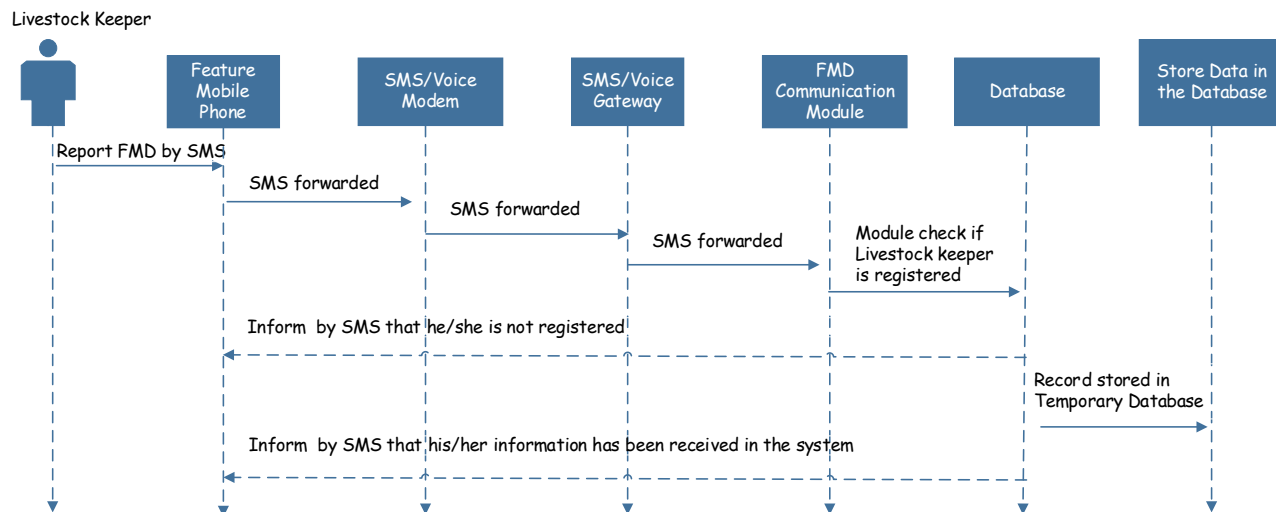 Livestock Keeper
Feature
Mobile
Phone
SMS/Voice
Modem
SMS/Voice
Gateway
FMD
Communication
Module
Database
Store Data in
the Database
Report FMD by SMS
SMS forwarded
SMS forwarded
SMS forwarded
Module check if
Livestock keeper
is registered
Inform by SMS that he/she is not registered
Record stored in
Temporary Database
Inform by SMS that his/her information has been received in the system